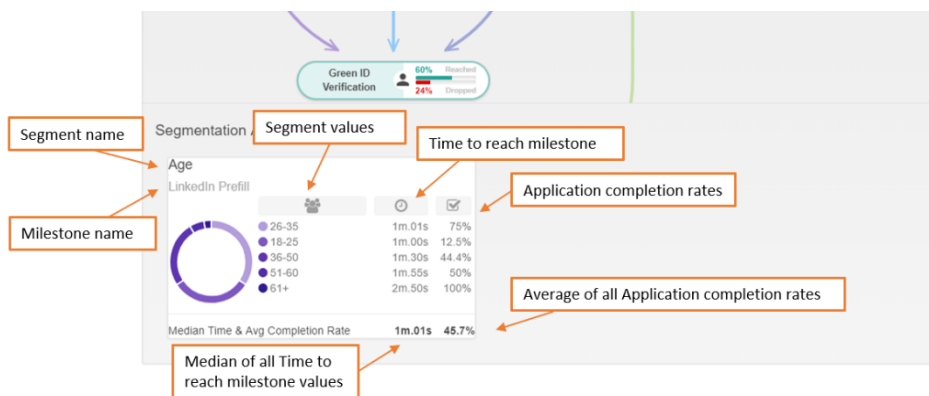 Green ID
Verification
60% Reached
24% Dropped
Segmentation A
Segment name
Segment values
Time to reach milestone
Age
LinkedIn Prefill
Application completion rates
Milestone name
26-35 1m.01s 75%
18-25 1m.00s 12.5%
36-50 1m.30s 44.4%
51-60 1m.55s 50%
61+ 2m.50s 100%
Average of all Application completion rates
Median Time & Avg Completion Rate 1m.01s 45.7%
Median of all Time to
reach milestone values